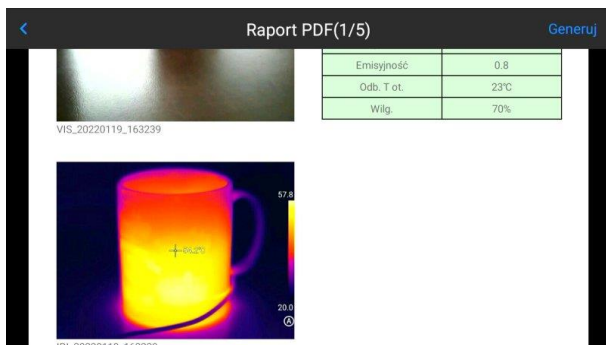 Raport PDF(1/5)
Generuj
Emisyjność 0.8
Odb. T ot. 23℃
Wilg. 70%
VIS_20220119_163239
57.8
20.0
A